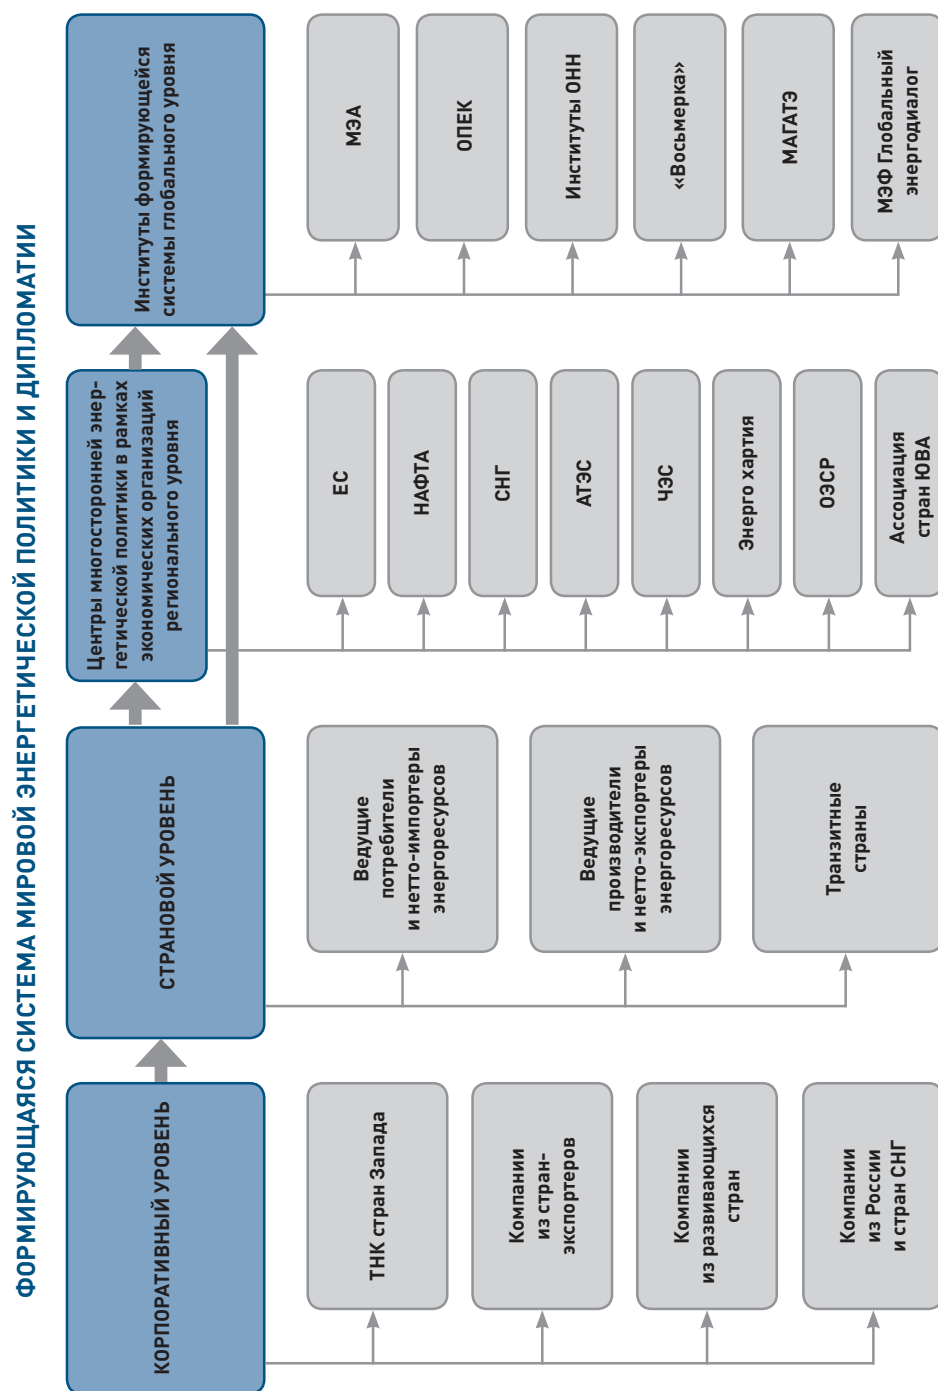 ФОРМИРУЮЩАЯСЯ СИСТЕМА МИРОВОЙ ЭНЕРГЕТИЧЕСКОЙ ПОЛИТИКИ И ДИПЛОМАТИИ
КОРПОРАТИВНЫЙ УРОВЕНЬ
ТНК стран Запада
Компании
из стран-
экспортеров
Компании
из развивающихся
стран
Компании
из России
и стран СНГ
СТРАНОВОЙ УРОВЕНЬ
Ведущие
потребители
и нетто-импортеры
энергоресурсов
Ведущие
производители
и нетто-экспортеры
энергоресурсов
Транзитные
страны
Центры многосторонней энер-
гетической политики в рамках
экономических организаций
регионального уровня
ЕС
НАФТА
СНГ
АТЭС
ЧЭС
Энерго хартия
ОЭСР
Ассоциация
стран ЮВА
Институты формирующейся
системы глобального уровня
МЭА
ОПЕК
Институты ОНН
«Восьмерка»
МАГАТЭ
МЭФ Глобальный
энергодиалог